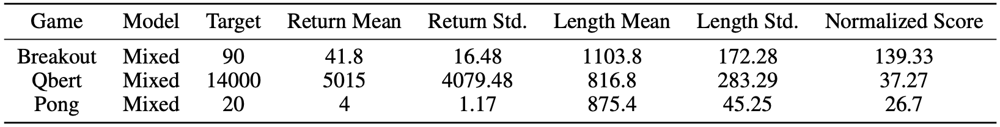 Game Model Target Return Mean Return Std. Length Mean Length Std. Normalized Score
Breakout Mixed 90 41.8 16.48 1103.8 172.28 139.33
Qbert Mixed 14000 5015 4079.48 816.8 283.29 37.27
Pong Mixed 20 4 1.17 875.4 45.25 26.7